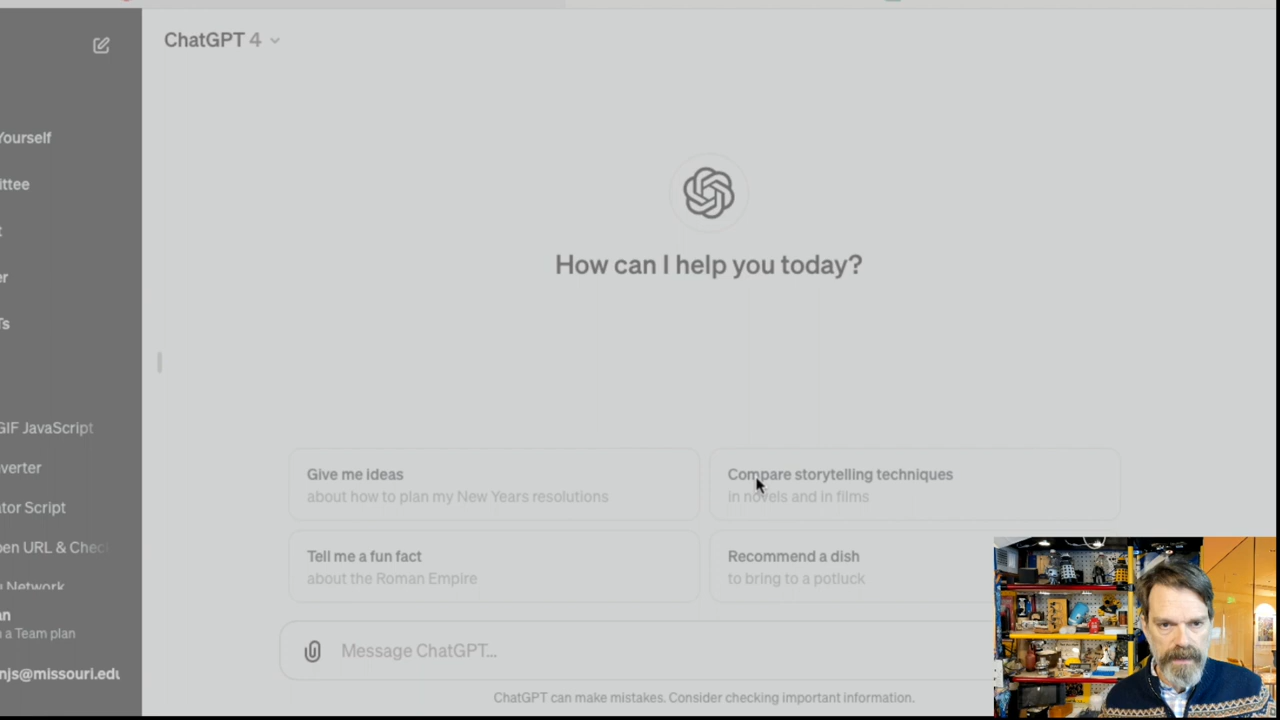 ChatGPT 4
Yourself
ittee
r
Ts
GIF JavaScript
verter
ator Script
pen URL & Chec
Network
an
n a Team plan
njs@missouri.edu
How can I help you today?
Give me ideas
about how to plan my New Years resolutions
Compare storytelling techniques
in novels and in films
Tell me a fun fact
about the Roman Empire
Recommend a dish
to bring to a potluck
Message ChatGPT...
ChatGPT can make mistakes. Consider checking important information.